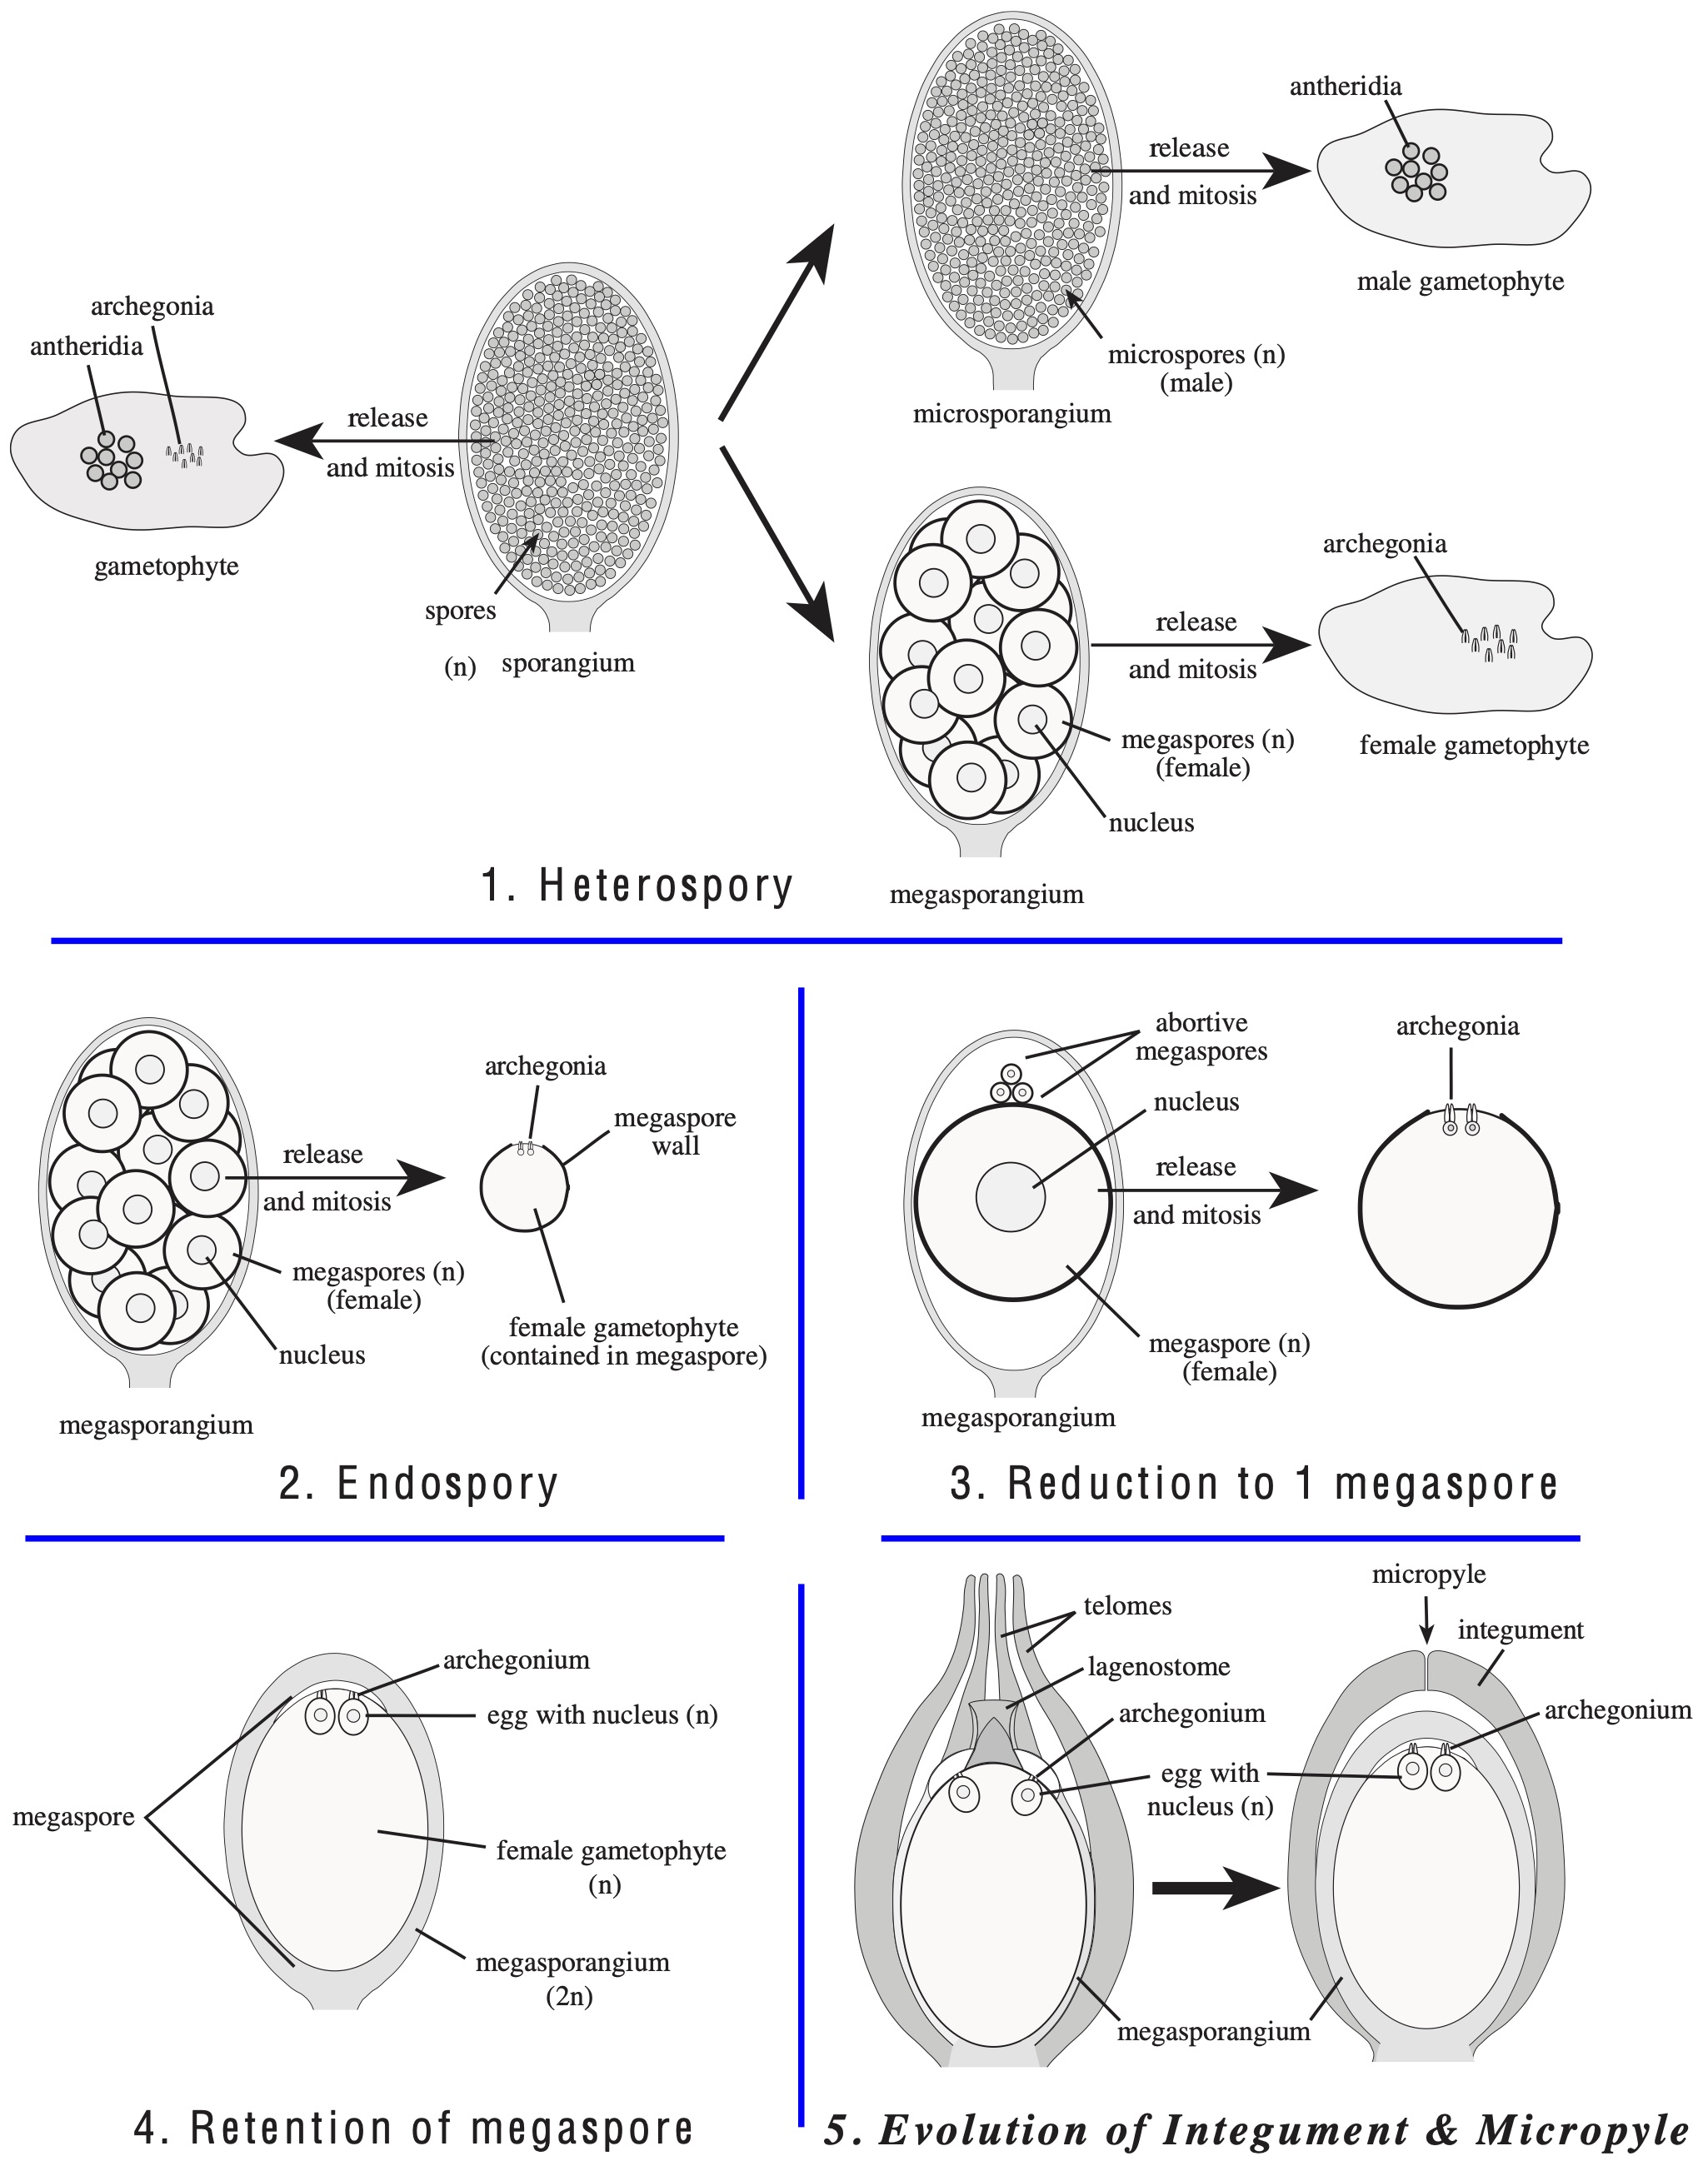 antheridia
release
and mitosis
male gametophyte
microspores (n)
(male)
microsporangium
archegonia
antheridia
release
and mitosis
gametophyte
spores
(n) sporangium
archegonia
release
and mitosis
megaspores (n)
(female)
female gametophyte
nucleus
megasporangium
1. Heterospory
archegonia
megaspore
wall
release
and mitosis
megaspores (n)
(female)
nucleus
female gametophyte
(contained in megaspore)
megasporangium
2. Endospory
abortive
megaspores
archegonia
nucleus
release
and mitosis
megaspore (n)
(female)
megasporangium
3. Reduction to 1 megaspore
archegonium
egg with nucleus (n)
megaspore
female gametophyte
(n)
megasporangium
(2n)
4. Retention of megaspore
micropyle
telomes
integument
lagenostome
archegonium
archegonium
egg with
nucleus (n)
megasporangium
5. Evolution of Integument & Micropyle